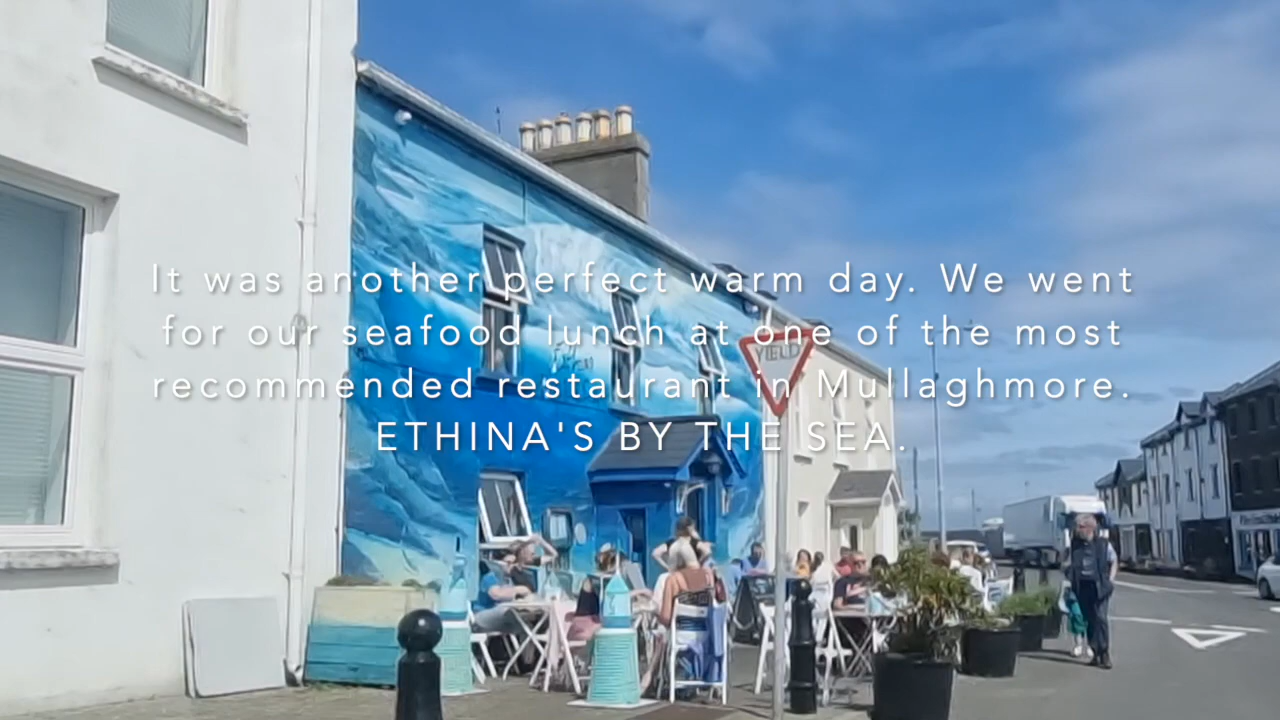 It was another perfect warm day. We went
for our seafood lunch at one of the most
recommended restaurant in Mullaghmore.
ETHINA'S BY THE SEA.
YIELD